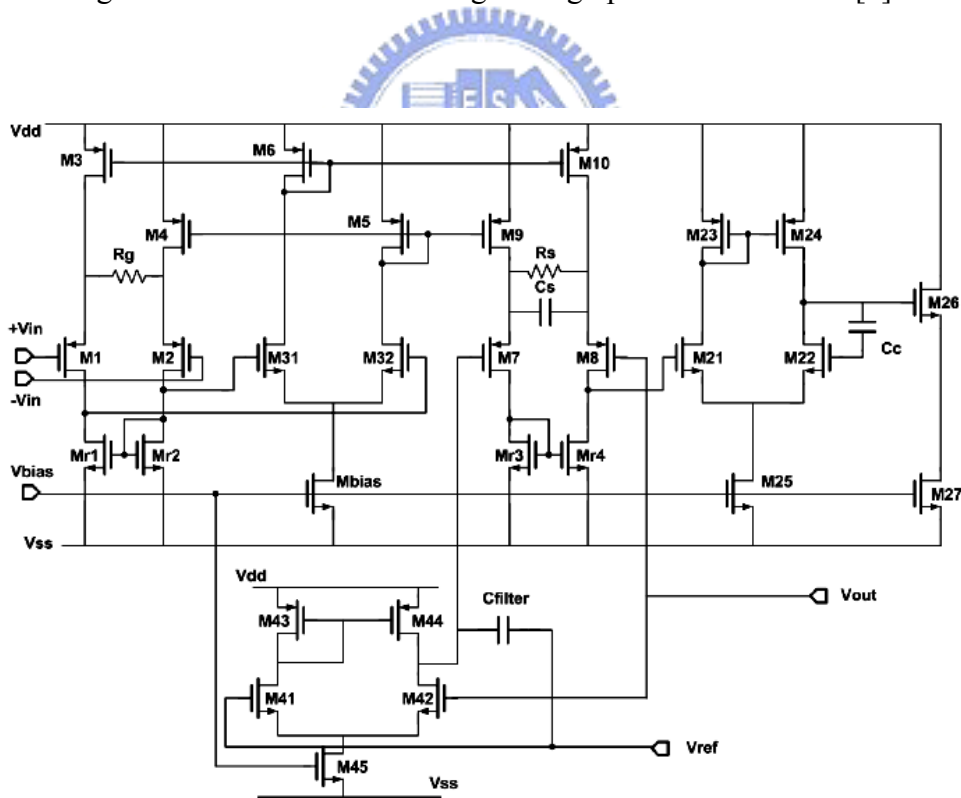 Vdd
M3
M6
M10
M4
M5
M9
M23
M24
Rg
Rs
Cs
M26
+Vin
M1
M2
M31
M32
M7
M8
M21
M22
Cc
-Vin
Mr1
Mr2
Mr3
Mr4
Vbias
Mbias
M25
M27
Vss
Vdd
Cfilter
Vout
M43
M44
M41
M42
Vref
M45
Vss